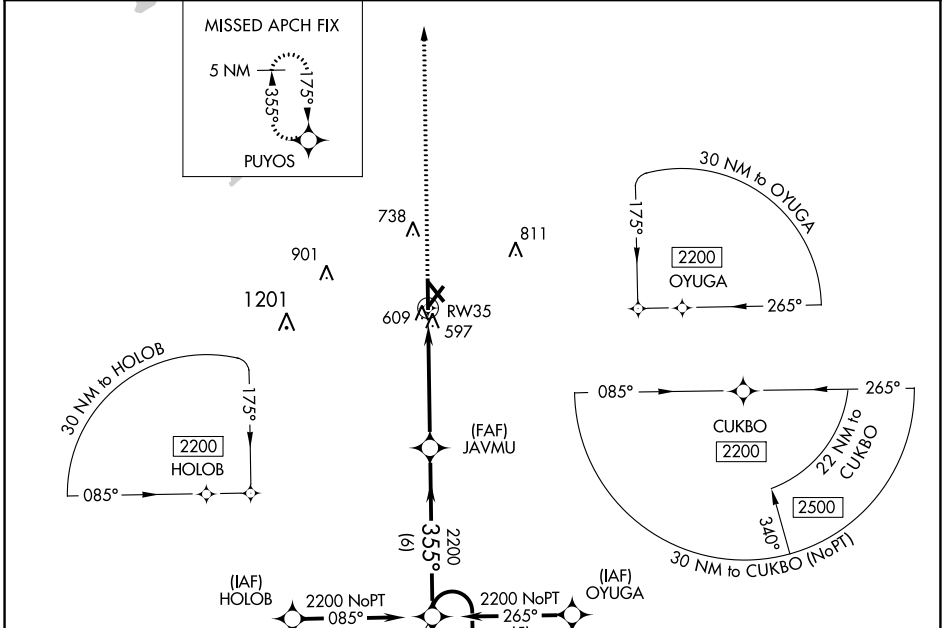 MISSED APCH FIX
5 NM
355°
175°
PUYOS
738
811
901
1201
609
RW35
597
30 NM to OYUGA
175°
2200
OYUGA
265°
30 NM to HOLOB
175°
2200
HOLOB
085°
085°
265°
CUKBO
2200
22 NM to
CUKBO
2500
340°
30 NM to CUKBO (NoPT)
(FAF)
JAVMU
2200
355°
(6)
(IAF)
HOLOB
2200 NoPT
085°
2200 NoPT
265°
(IAF)
OYUGA